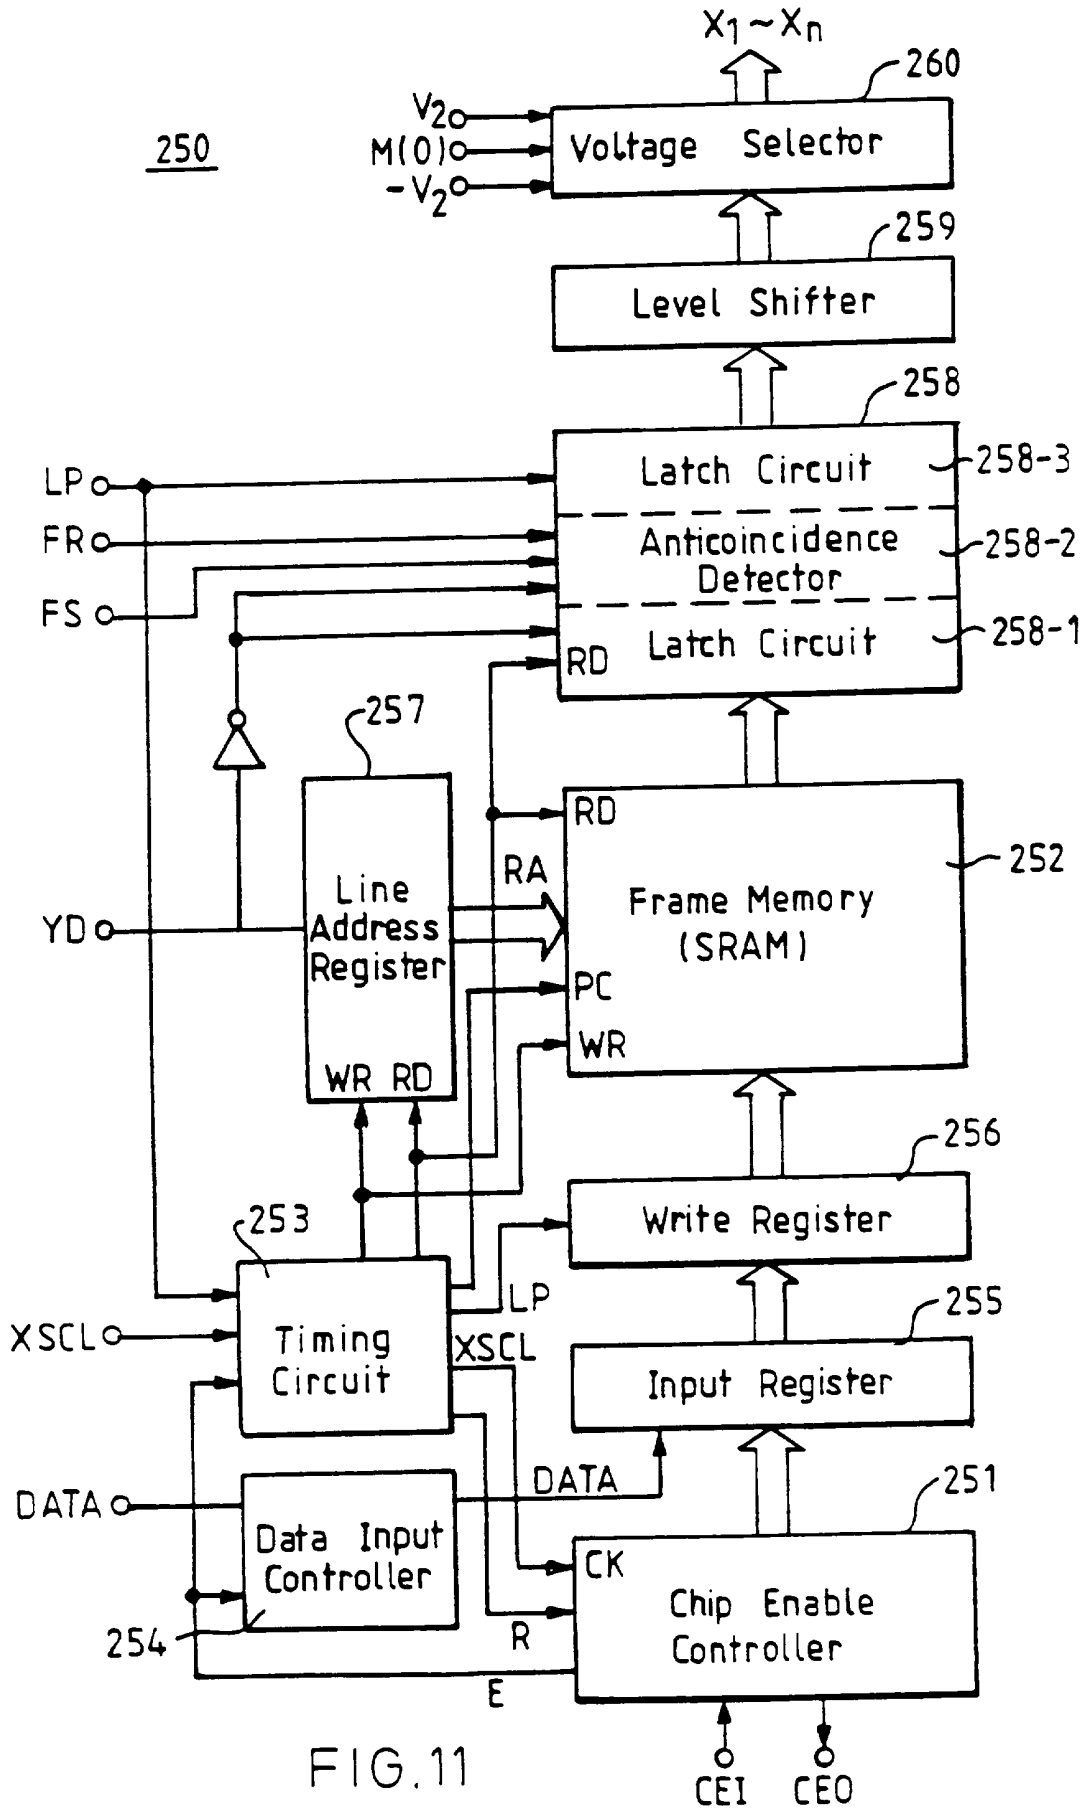 X1~Xn
260
V2
M(0)
-V2
Voltage Selector
250
259
Level Shifter
258
LP
Latch Circuit
258-3
FR
Anticoincidence
Detector
258-2
FS
Latch Circuit
258-1
RD
257
RD
252
RA
Line
Address
Register
Frame Memory
(SRAM)
YD
PC
WR
WR RD
256
Write Register
253
LP
255
XSCL
Timing
Circuit
XSCL
Input Register
DATA
DATA
251
Data Input
Controller
CK
Chip Enable
Controller
254
R
E
FIG.11
CEI
CEO